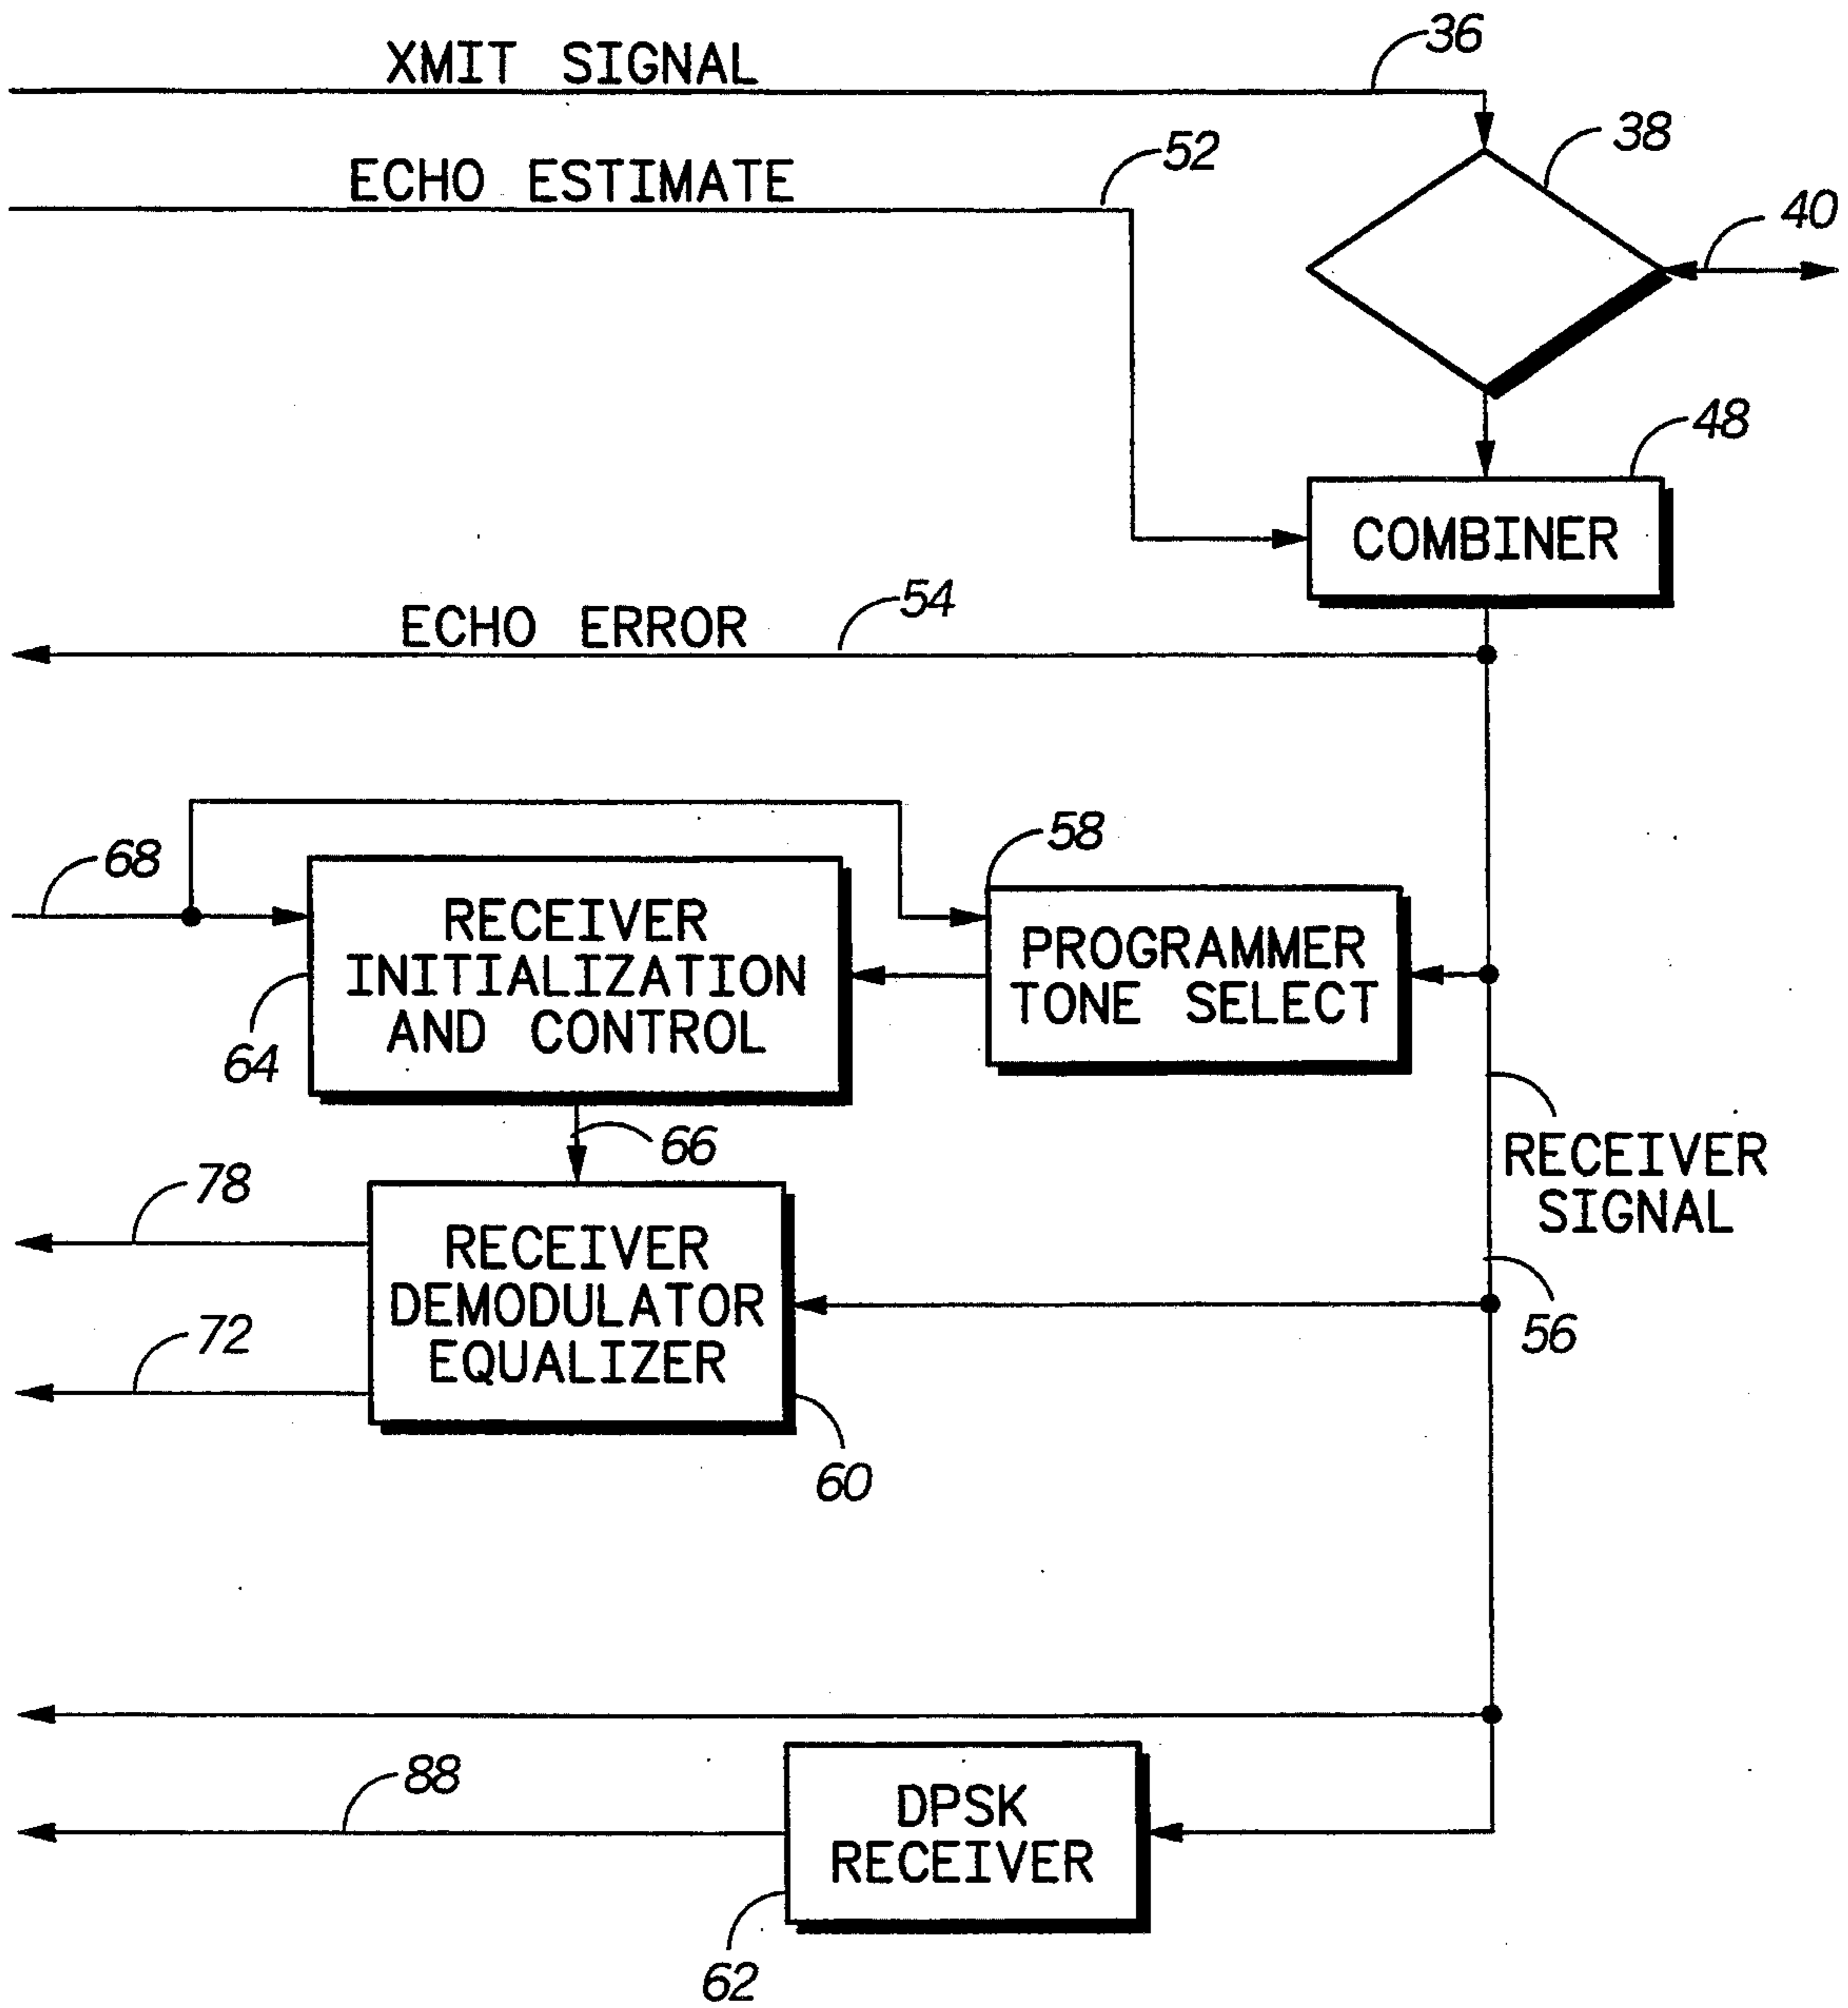 XMIT SIGNAL
36
38
ECHO ESTIMATE
52
40
48
COMBINER
ECHO ERROR
54
68
58
RECEIVER
INITIALIZATION
AND CONTROL
64
PROGRAMMER
TONE SELECT
66
RECEIVER
SIGNAL
78
RECEIVER
DEMODULATOR
EQUALIZER
72
56
60
88
DPSK
RECEIVER
62